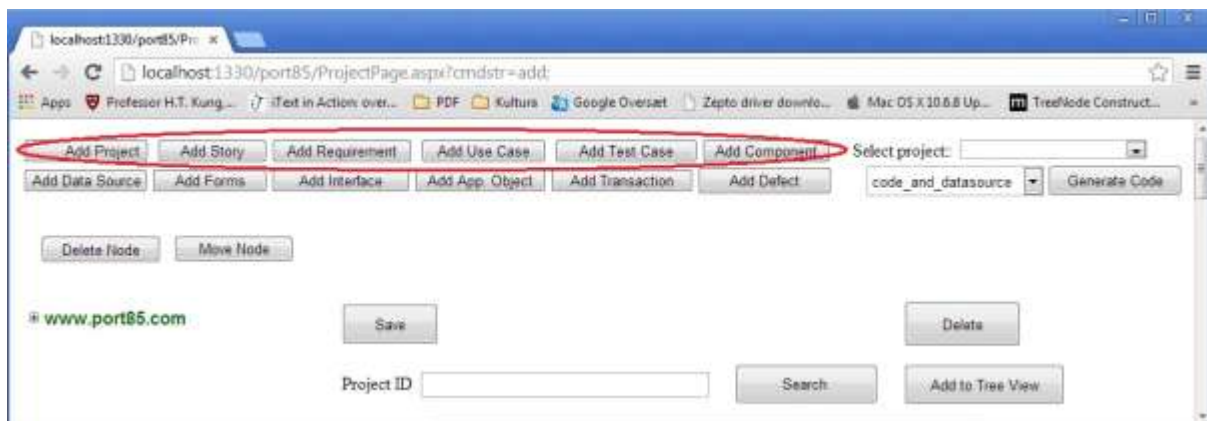 localhost:1330/port85/Pro
localhost:1330/port85/ProjectPage.aspx?cmdstr=add;
Apps Professor H.T. Kung,... iText in Action: over... PDF Kultura Google Oversæt Zepto driver downlo... Mac OS X 10.6.8 Up... TreeNode Construct...
Add Project Add Story Add Requirement Add Use Case Add Test Case Add Component Select project:
Add Data Source Add Forms Add Interface Add App. Object Add Transaction Add Defect code_and_datasource Generate Code
Delete Node Move Node
www.port85.com Save Delete
Project ID Search Add to Tree View